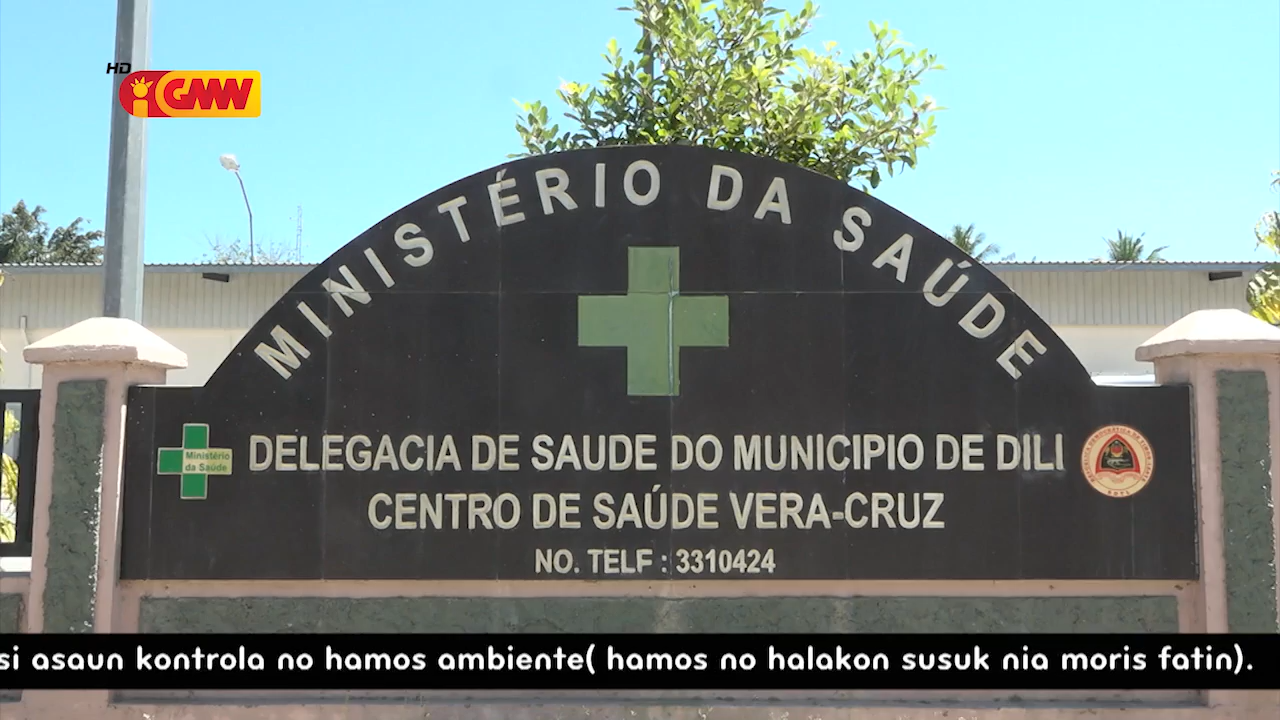 HD
GMN
MINISTÉRIO DA SAÚDE
Ministério
da Saúde
DELEGACIA DE SAUDE DO MUNICIPIO DE DILI
CENTRO DE SAÚDE VERA-CRUZ
NO. TELF : 3310424
si asaun kontrola no hamos ambiente( hamos no halakon susuk nia moris fatin).